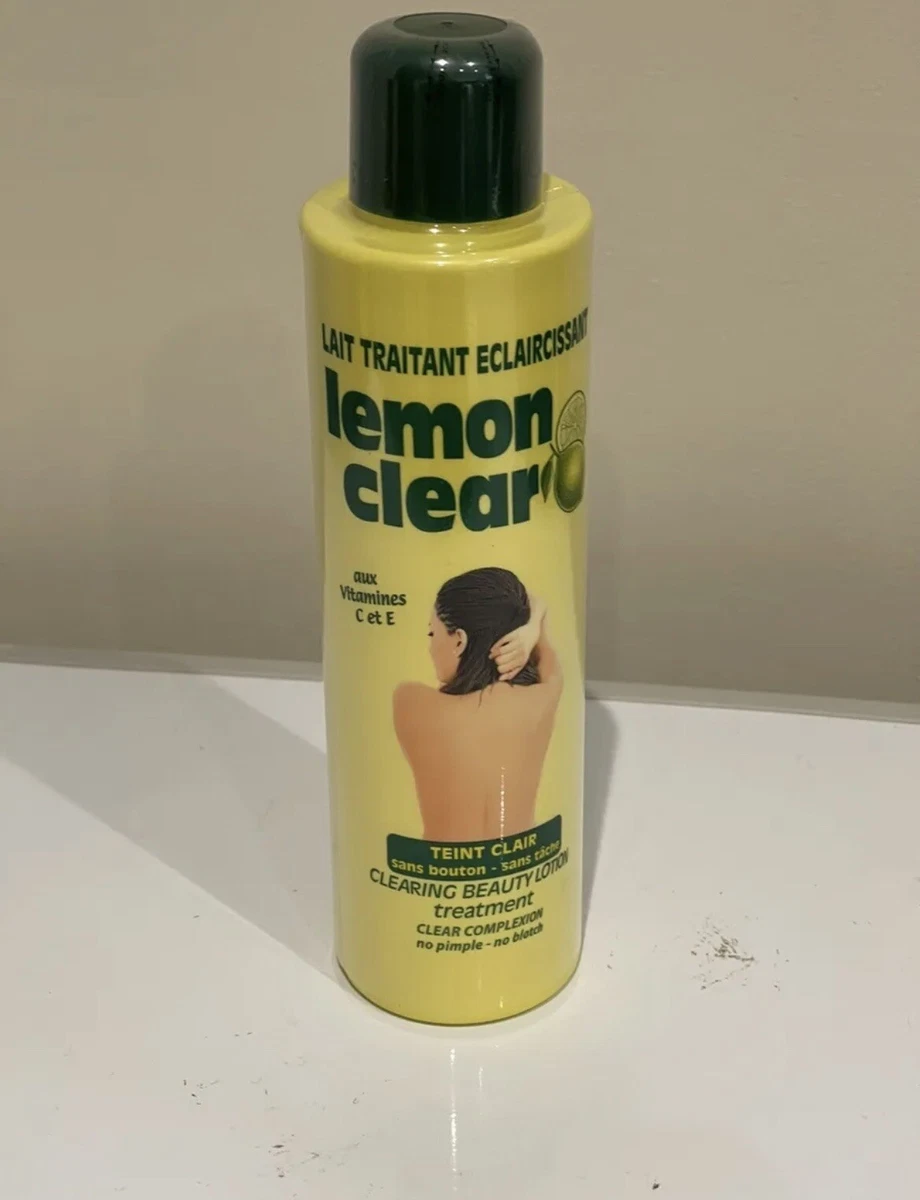 LAIT TRAITANT ECLAIRCISSANT
lemon
clear
aux
Vitamines
C et E
TEINT CLAIR
sans bouton - sans tâche
CLEARING BEAUTY LOTION
treatment
CLEAR COMPLEXION
no pimple - no blotch